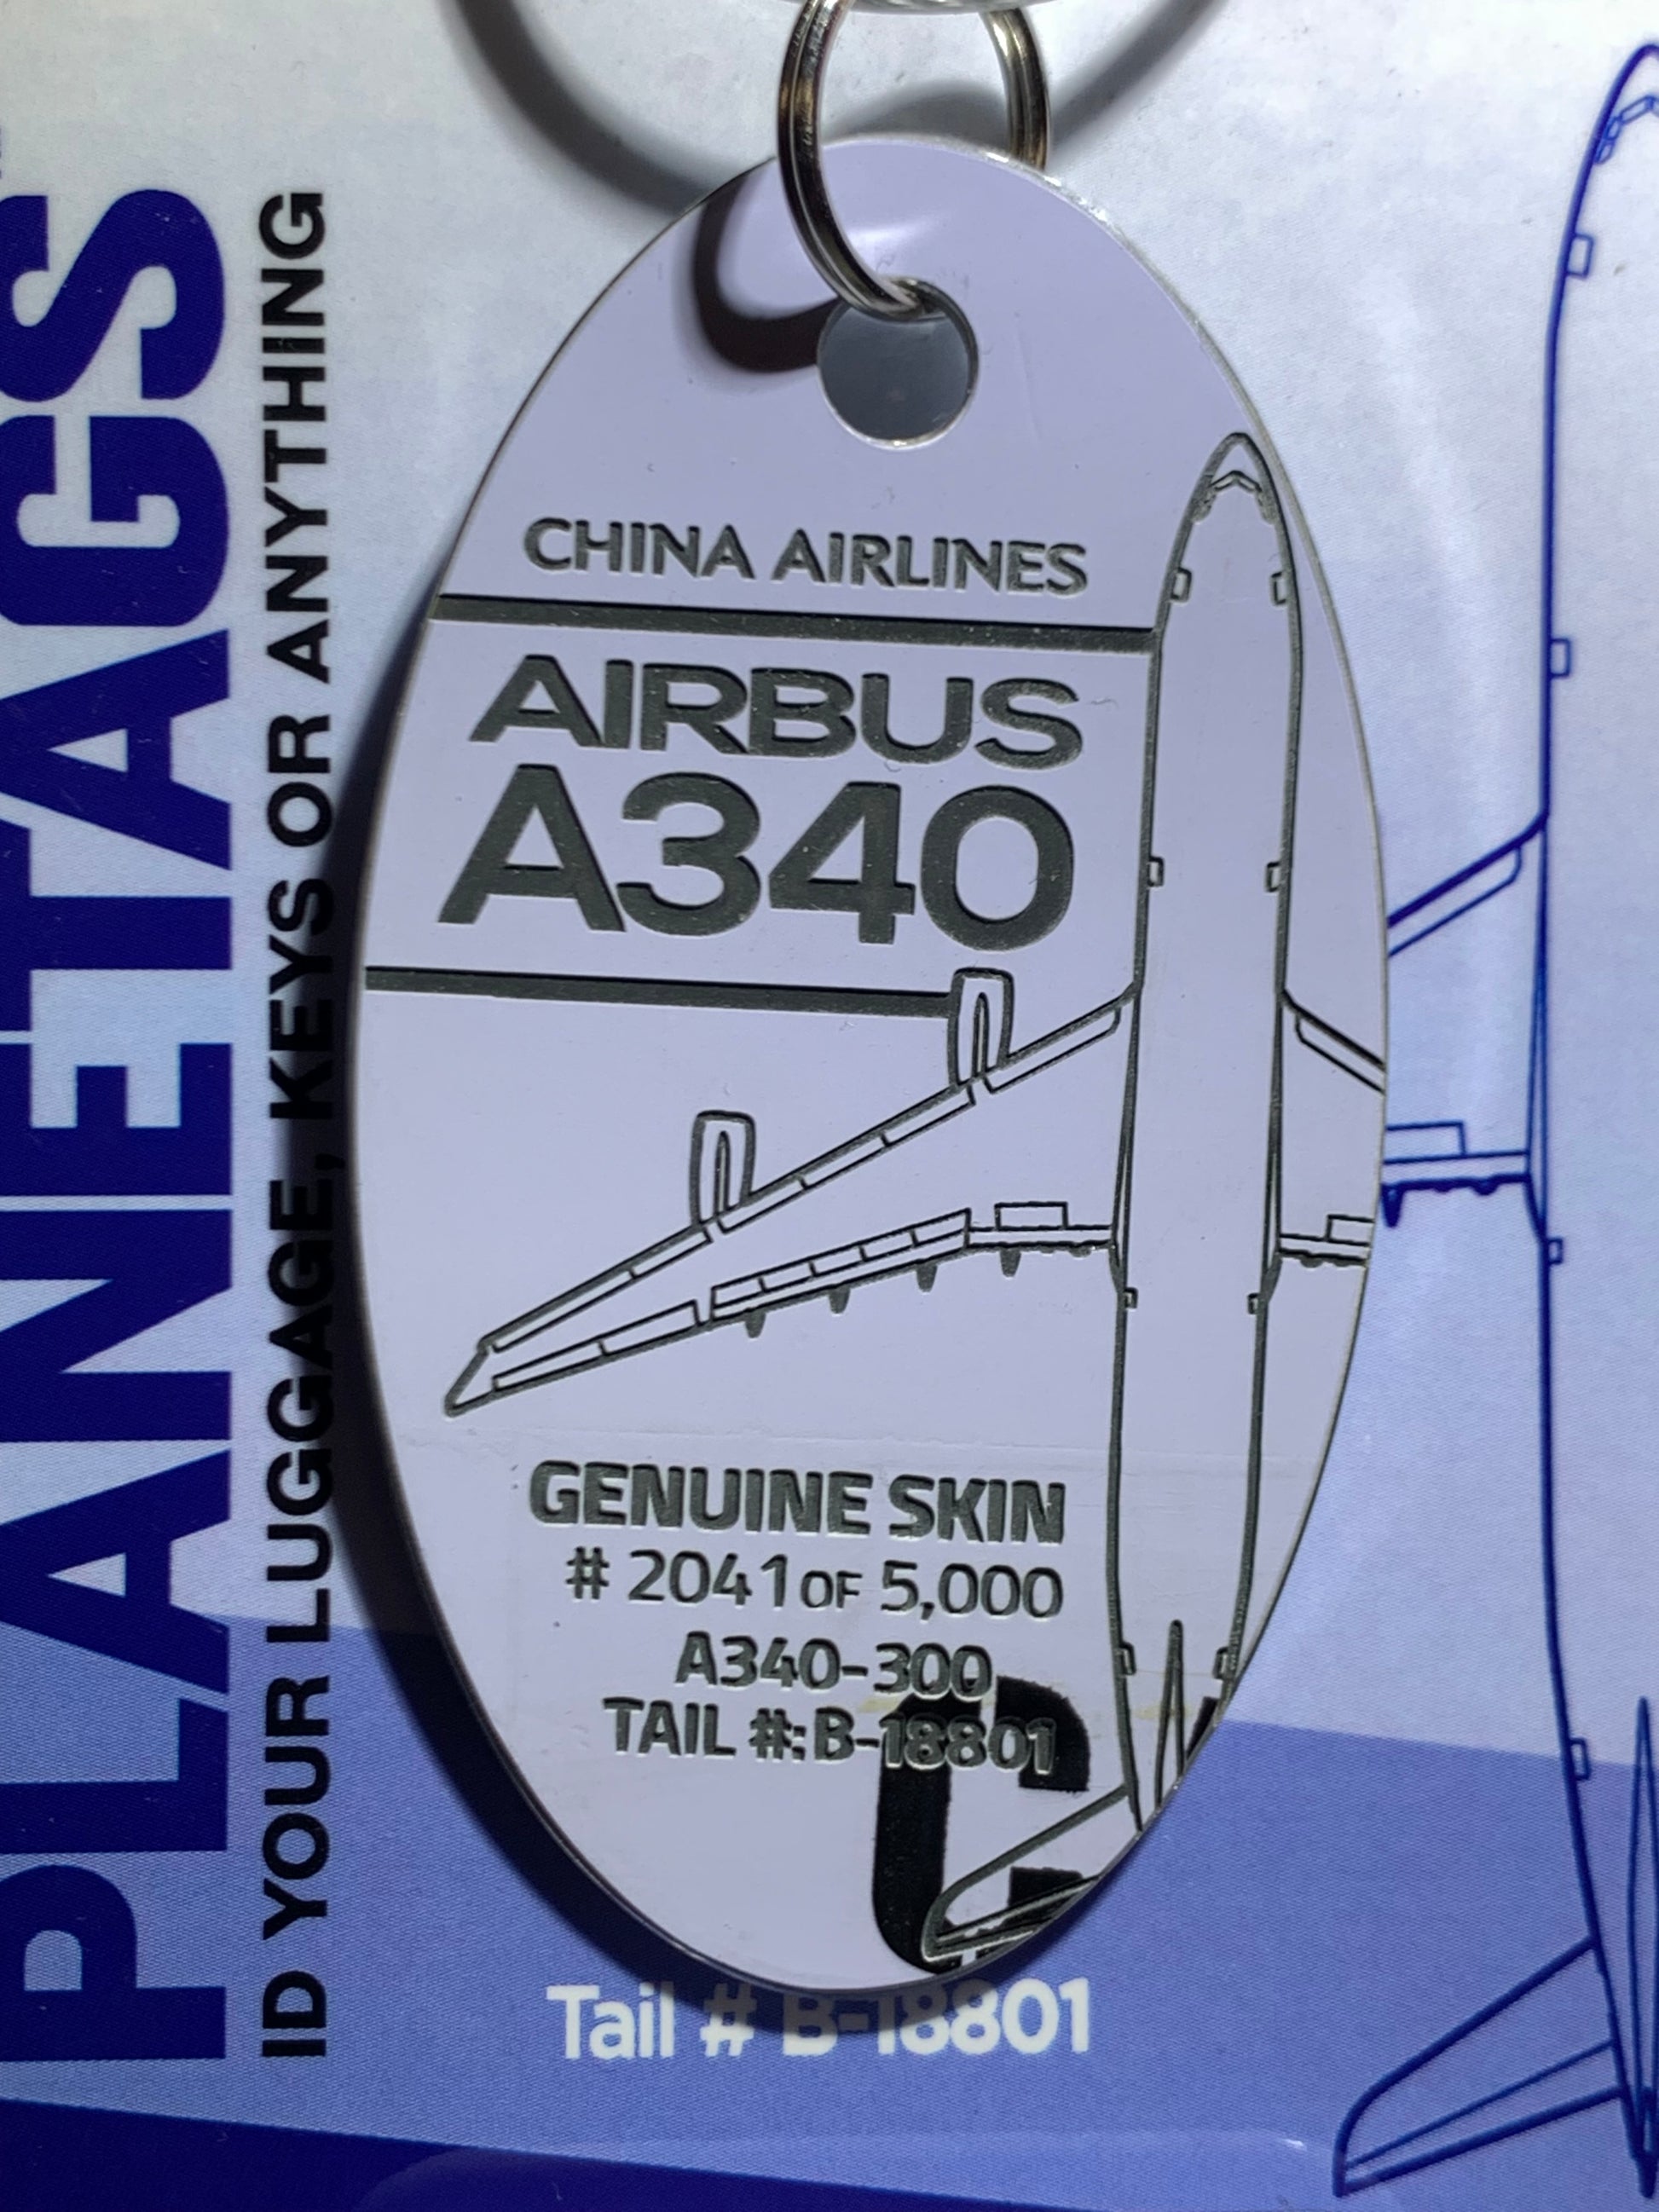 PLANETAGS
ID YOUR LUGGAGE, KEYS OR ANYTHING
CHINA AIRLINES
AIRBUS
A340
GENUINE SKIN
# 2041 OF 5,000
A340-300
TAIL #: B-18801
Tail # B-18801